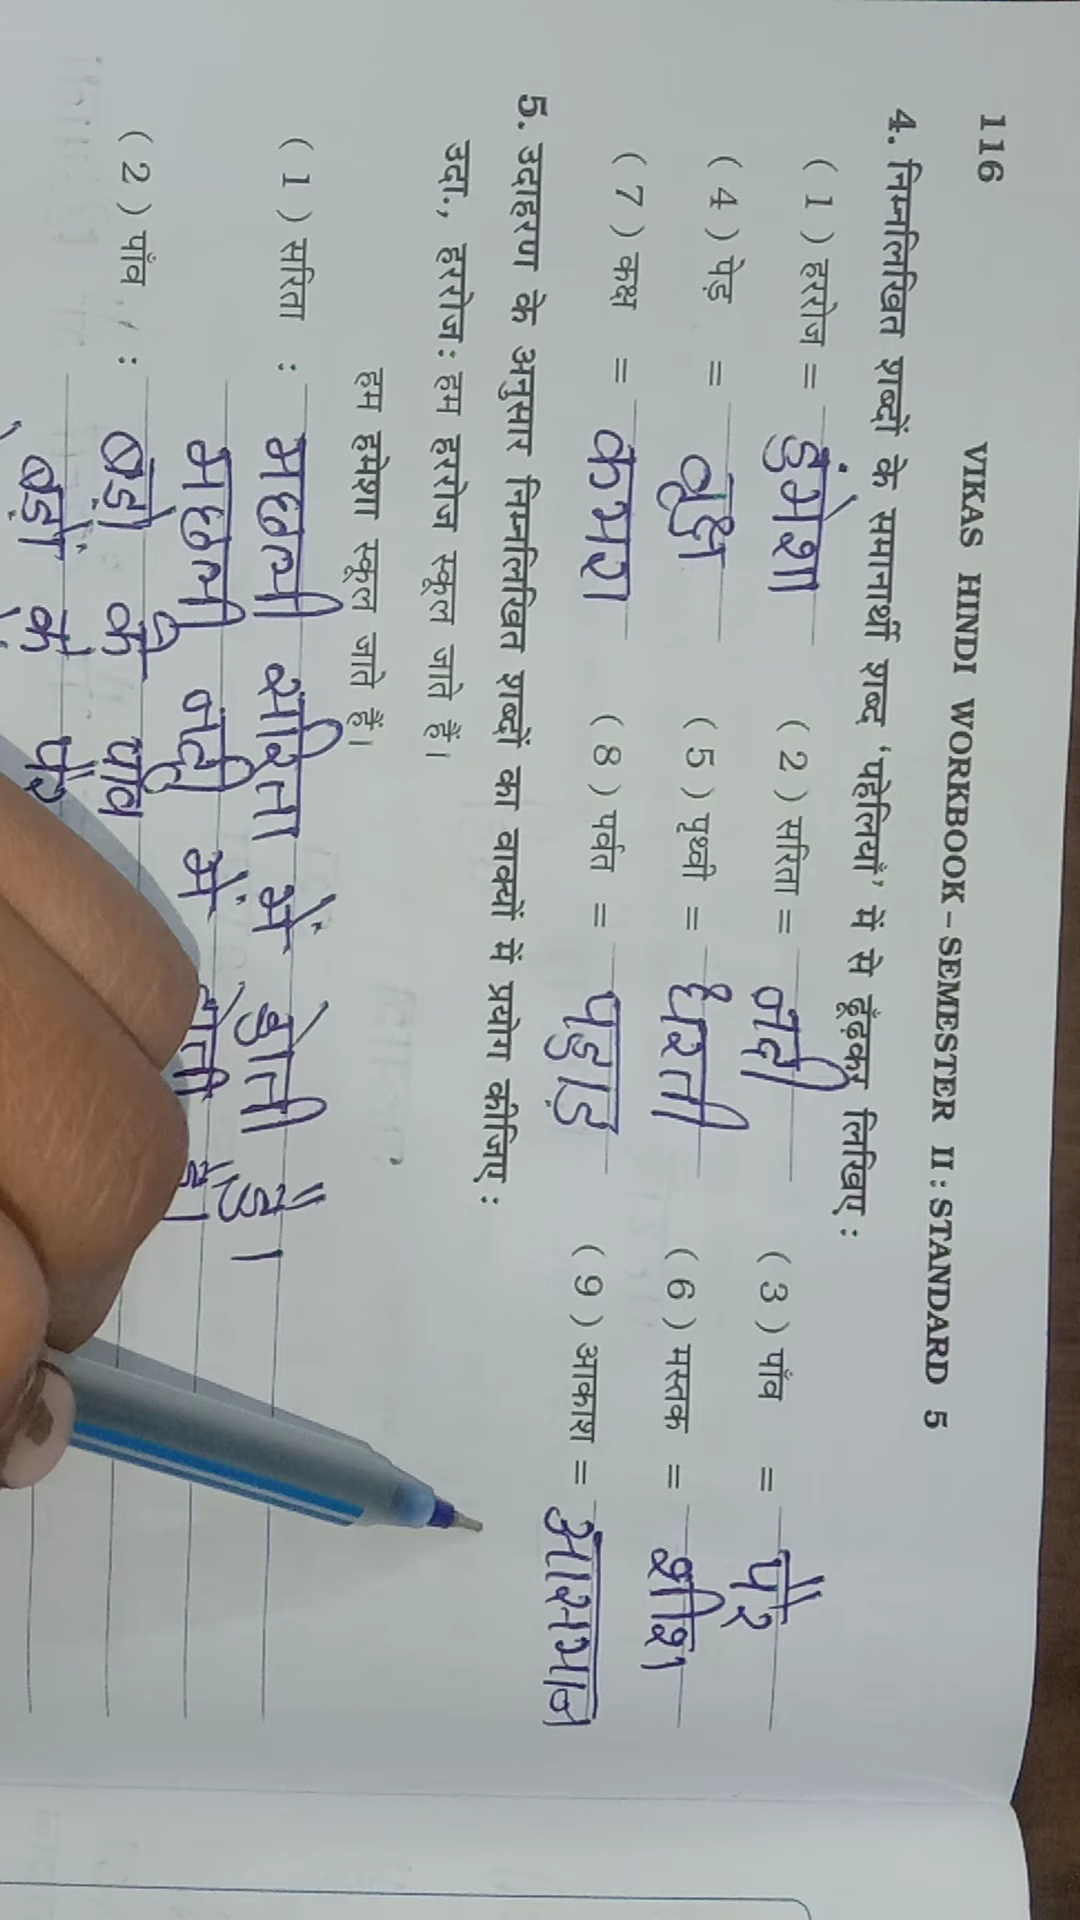 116 VIKAS HINDI WORKBOOK – SEMESTER II : STANDARD 5
4. निम्नलिखित शब्दों के समानार्थी शब्द 'पहेलियाँ' में से ढूँढ़कर लिखिए :
( 1 ) हररोज = हंमेशा ( 2 ) सरिता = नदी ( 3 ) पाँव = पैर
( 4 ) पेड़ = वृक्ष ( 5 ) पृथ्वी = धरती ( 6 ) मस्तक = शीश
( 7 ) कक्ष = कमरा ( 8 ) पर्वत = पहाड़ ( 9 ) आकाश = आसमान
5. उदाहरण के अनुसार निम्नलिखित शब्दों का वाक्यों में प्रयोग कीजिए :
उदा., हररोज : हम हररोज स्कूल जाते हैं।
हम हमेशा स्कूल जाते हैं।
( 1 ) सरिता : मछली सरिता में होती है।
मछली नदी में होती है।
( 2 ) पाँव : बड़ो के पाव
बड़ों के पैर